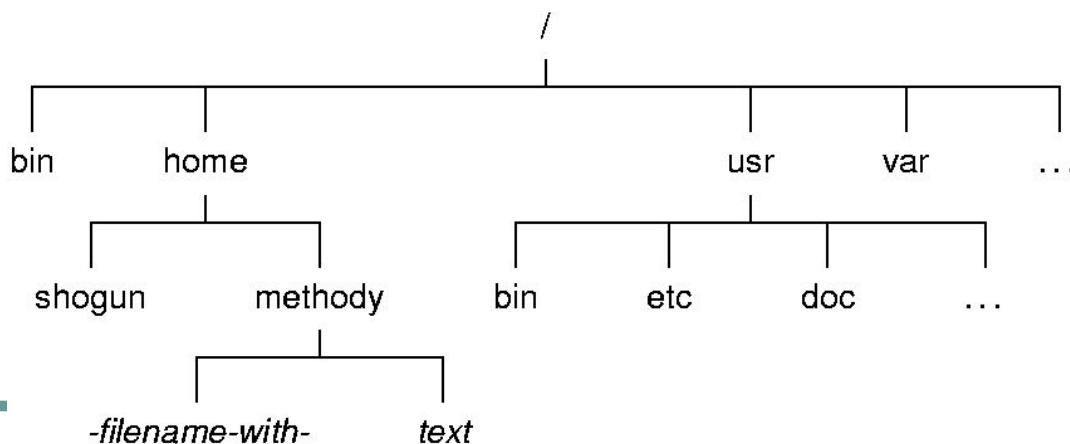 /
bin home usr var ...
shogun methody bin etc doc ...
-filename-with- text